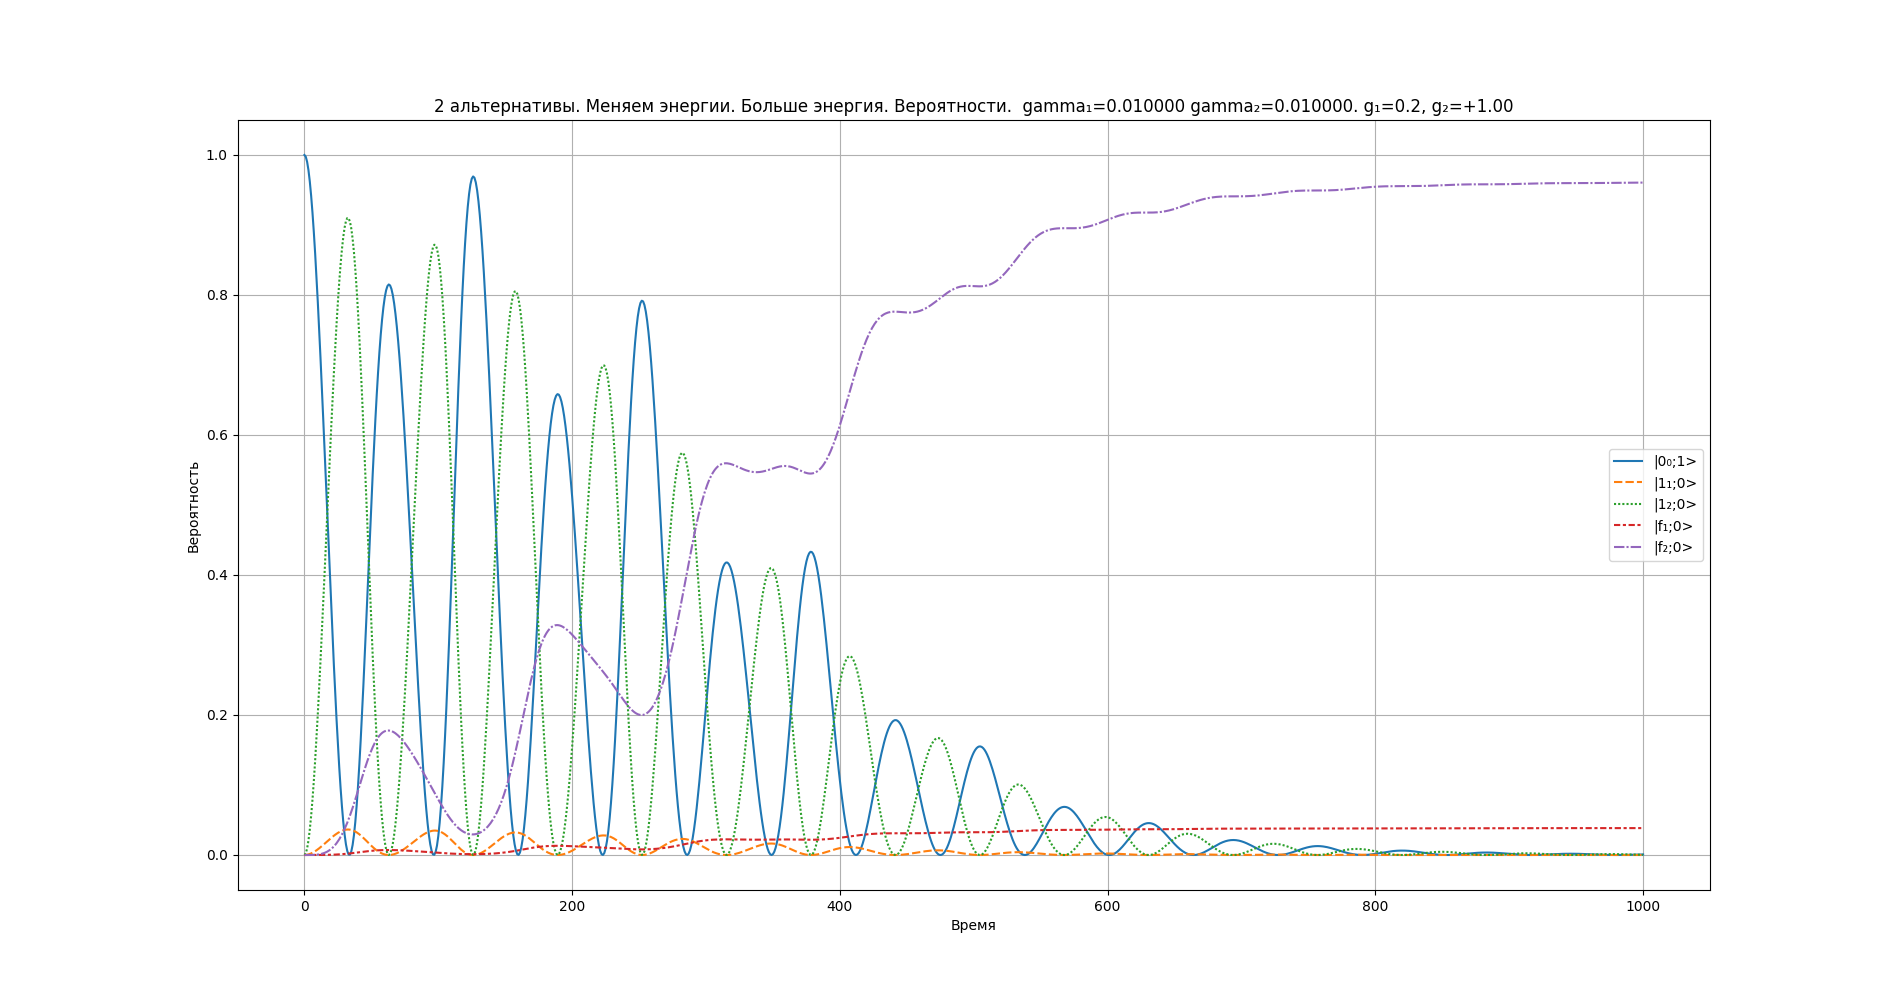 2 альтернативы. Меняем энергии. Больше энергия. Вероятности.  gamma₁=0.010000 gamma₂=0.010000. g₁=0.2, g₂=+1.00
1.0
0.8
0.6
0.4
0.2
0.0
Вероятность
|0₀;1>
|1₁;0>
|1₂;0>
|f₁;0>
|f₂;0>
0 200 400 600 800 1000
Время